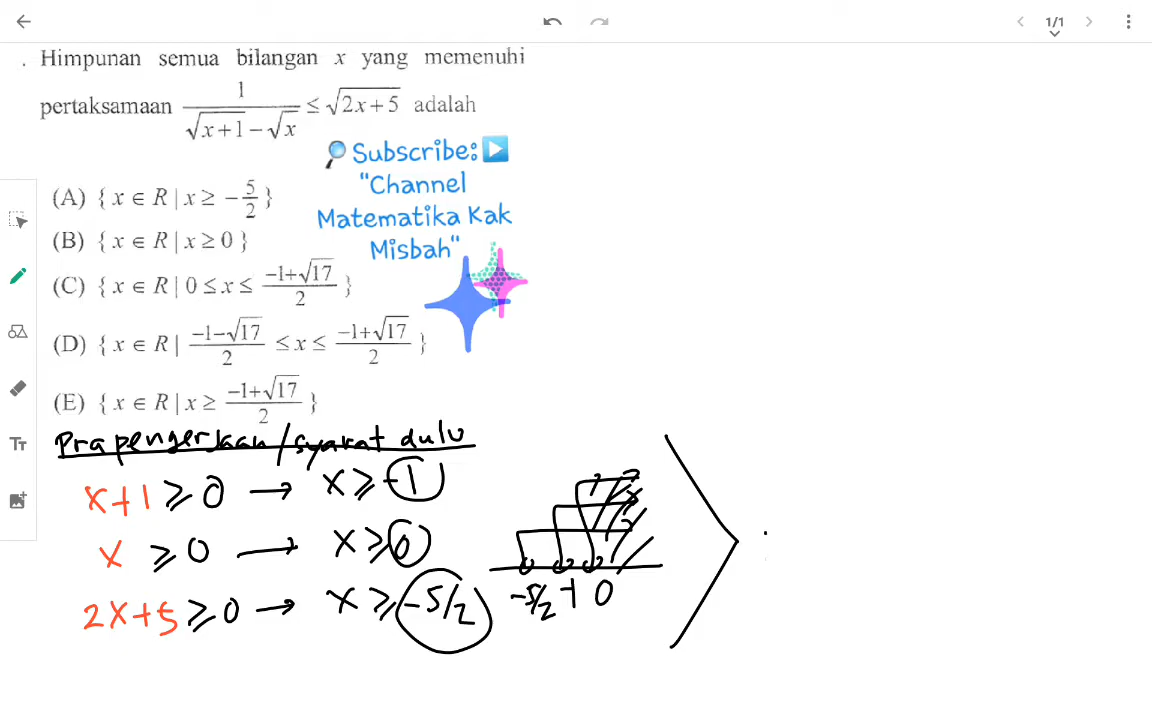 1/1
. Himpunan semua bilangan x yang memenuhi
pertaksamaan 1/(√(x+1) − √x) ≤ √(2x+5) adalah
Subscribe:
"Channel
Matematika Kak
Misbah"
(A) { x ∈ R | x ≥ −5/2 }
(B) { x ∈ R | x ≥ 0 }
(C) { x ∈ R | 0 ≤ x ≤ (−1+√17)/2 }
(D) { x ∈ R | (−1−√17)/2 ≤ x ≤ (−1+√17)/2 }
(E) { x ∈ R | x ≥ (−1+√17)/2 }
Tт
Prapengerjaan/syarat dulu
x+1 ≥ 0 → x ≥ -1
x ≥ 0 → x ≥ 0
2x+5 ≥ 0 → x ≥ -5/2
-5/2 -1 0